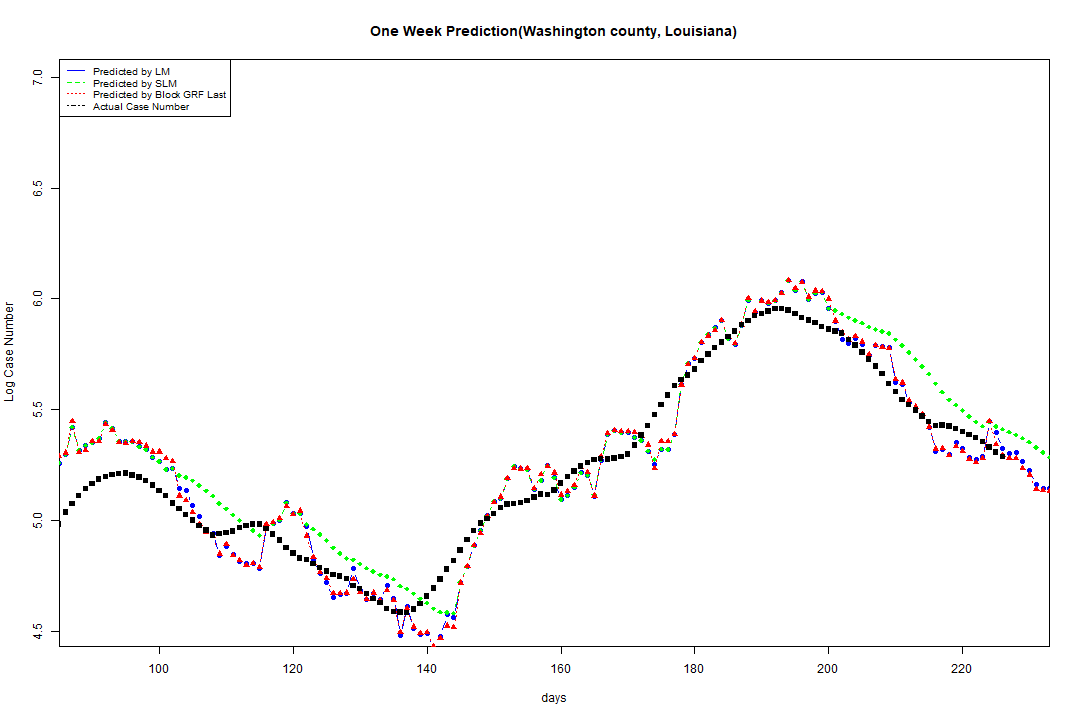 One Week Prediction(Washington county, Louisiana)
Predicted by LM
Predicted by SLM
Predicted by Block GRF Last
Actual Case Number
7.0
6.5
6.0
5.5
5.0
4.5
Log Case Number
100 120 140 160 180 200 220
days